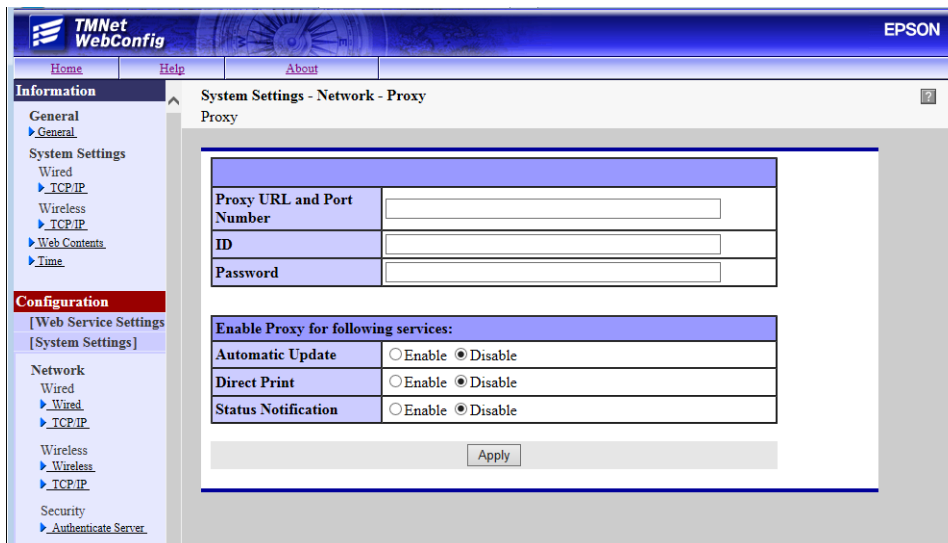 TMNet
WebConfig
EPSON
Home
Help
About
Information
General
General
System Settings
Wired
TCP/IP
Wireless
TCP/IP
Web Contents
Time
Configuration
[Web Service Settings
[System Settings]
Network
Wired
Wired
TCP/IP
Wireless
Wireless
TCP/IP
Security
Authenticate Server
System Settings - Network - Proxy
?
Proxy
Proxy URL and Port
Number
ID
Password
Enable Proxy for following services:
Automatic Update Enable Disable
Direct Print Enable Disable
Status Notification Enable Disable
Apply